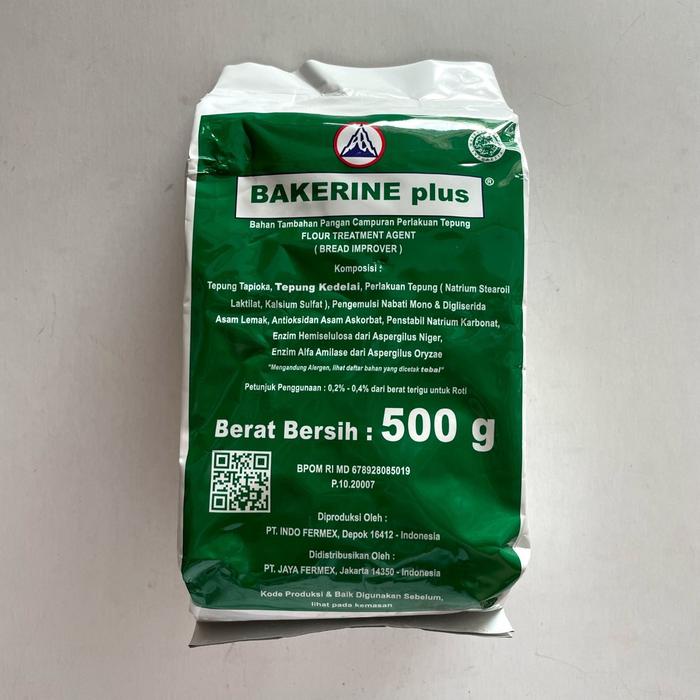 BAKERINE plus ®
Bahan Tambahan Pangan Campuran Perlakuan Tepung
FLOUR TREATMENT AGENT
( BREAD IMPROVER )
Komposisi :
Tepung Tapioka, Tepung Kedelai, Perlakuan Tepung ( Natrium Stearoil
Laktilat, Kalsium Sulfat ), Pengemulsi Nabati Mono & Digliserida
Asam Lemak, Antioksidan Asam Askorbat, Penstabil Natrium Karbonat,
Enzim Hemiselulosa dari Aspergilus Niger,
Enzim Alfa Amilase dari Aspergilus Oryzae
"Mengandung Alergen, lihat daftar bahan yang dicetak tebal"
Petunjuk Penggunaan : 0,2% - 0,4% dari berat terigu untuk Roti
Berat Bersih : 500 g
BPOM RI MD 678928085019
P.10.20007
Diproduksi Oleh :
PT. INDO FERMEX, Depok 16412 - Indonesia
Didistribusikan Oleh :
PT. JAYA FERMEX, Jakarta 14350 - Indonesia
Kode Produksi & Baik Digunakan Sebelum,
lihat pada kemasan